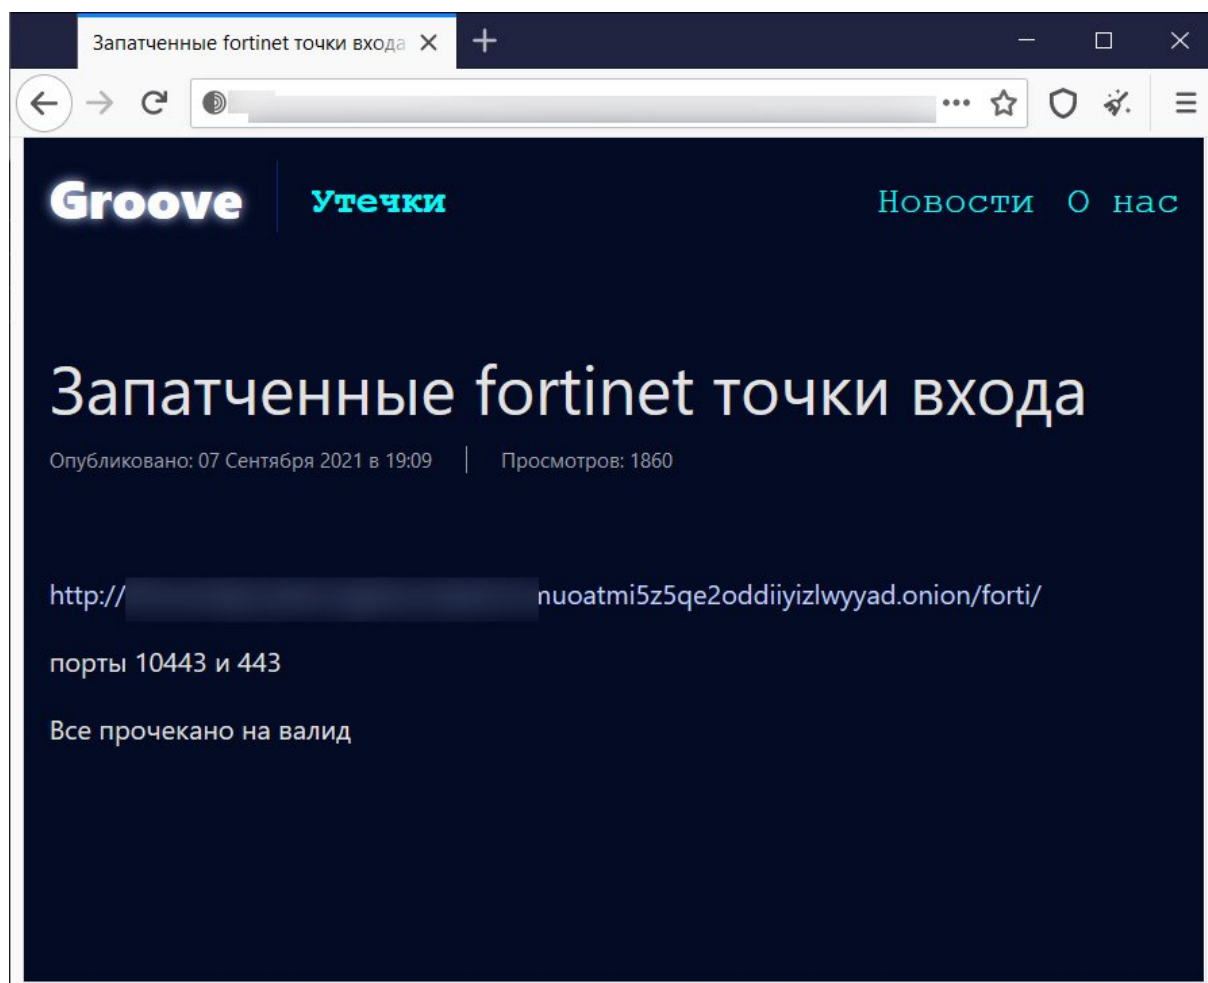 Запатченные fortinet точки входа
Groove
Утечки
Новости О нас
Запатченные fortinet точки входа
Опубликовано: 07 Сентября 2021 в 19:09 | Просмотров: 1860
http:// muoatmi5z5qe2oddiiyizlwyyad.onion/forti/
порты 10443 и 443
Все прочекано на валид